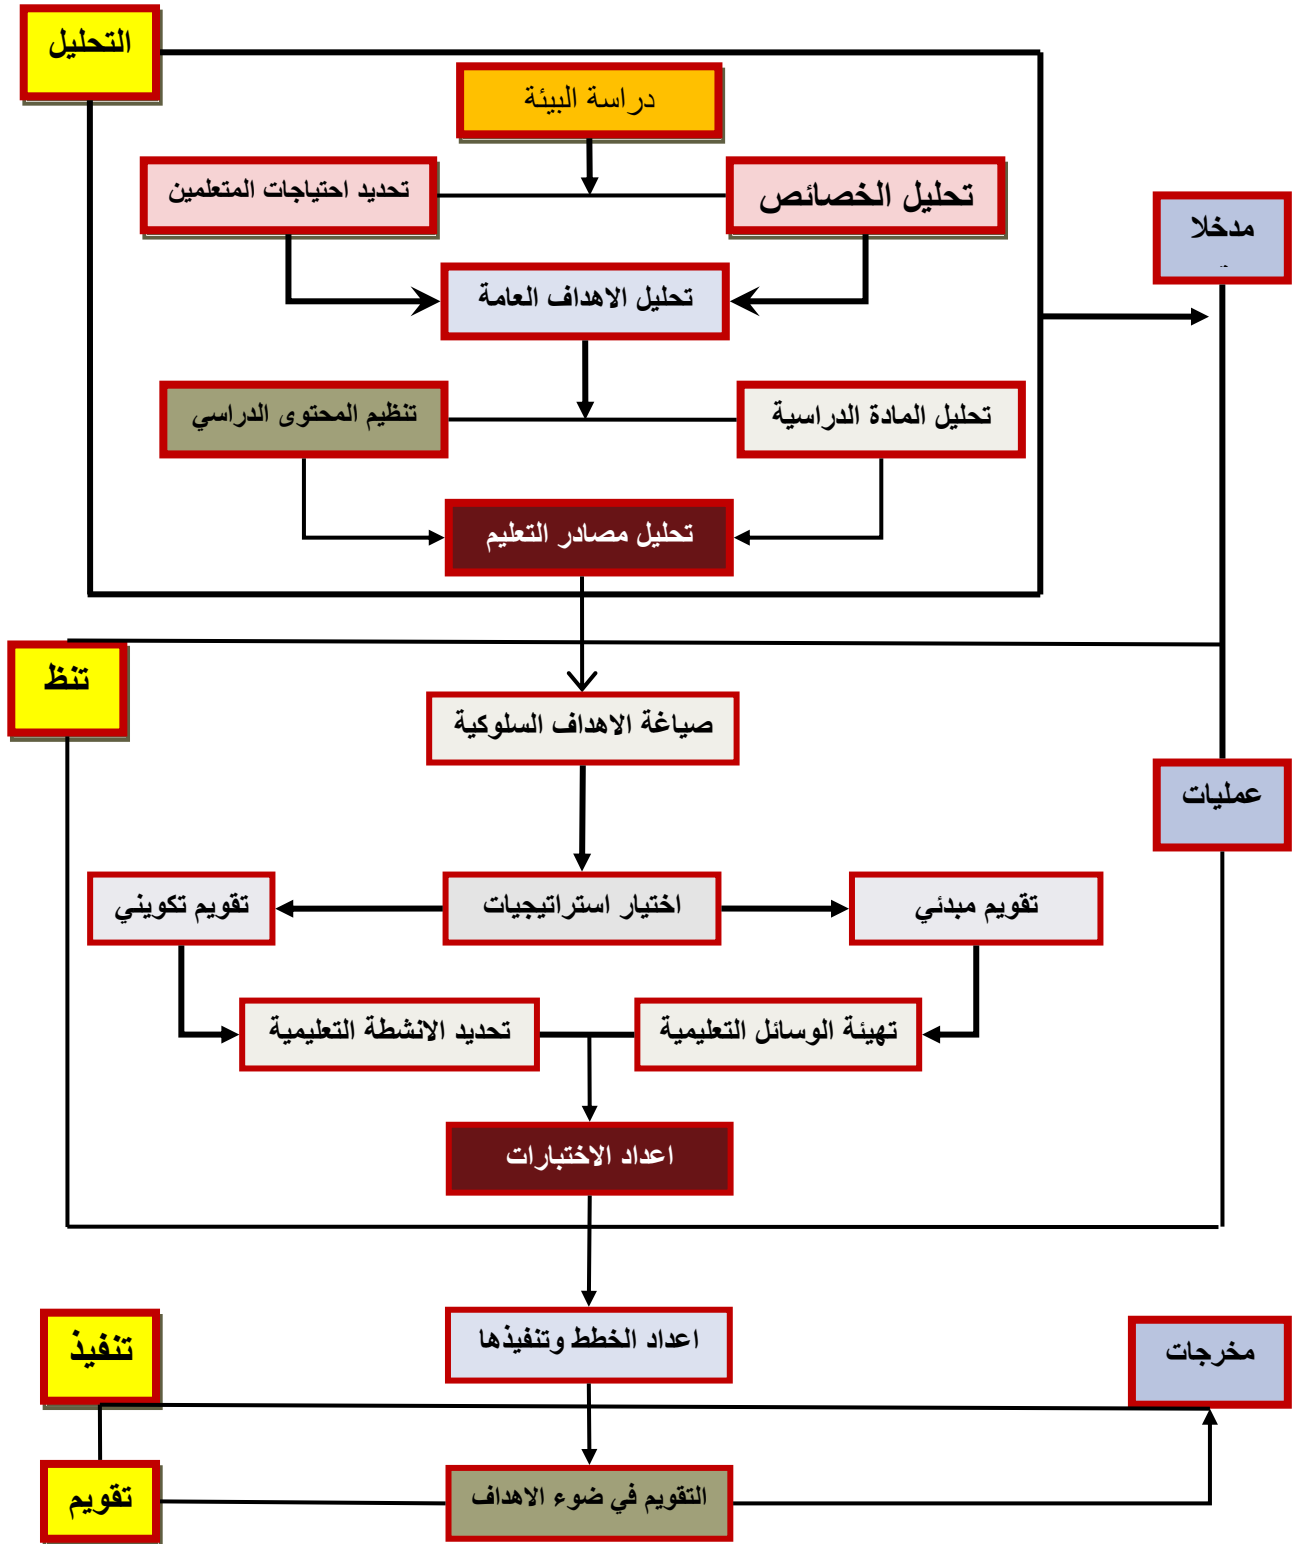 التحليل
دراسة البيئة
تحليل الخصائص
تحديد احتياجات المتعلمين
مدخلا
تحليل الاهداف العامة
تحليل المادة الدراسية
تنظيم المحتوى الدراسي
تحليل مصادر التعليم
تنظ
صياغة الاهداف السلوكية
عمليات
تقويم مبدئي
اختيار استراتيجيات
تقويم تكويني
تهيئة الوسائل التعليمية
تحديد الانشطة التعليمية
اعداد الاختبارات
تنفيذ
اعداد الخطط وتنفيذها
مخرجات
تقويم
التقويم في ضوء الاهداف